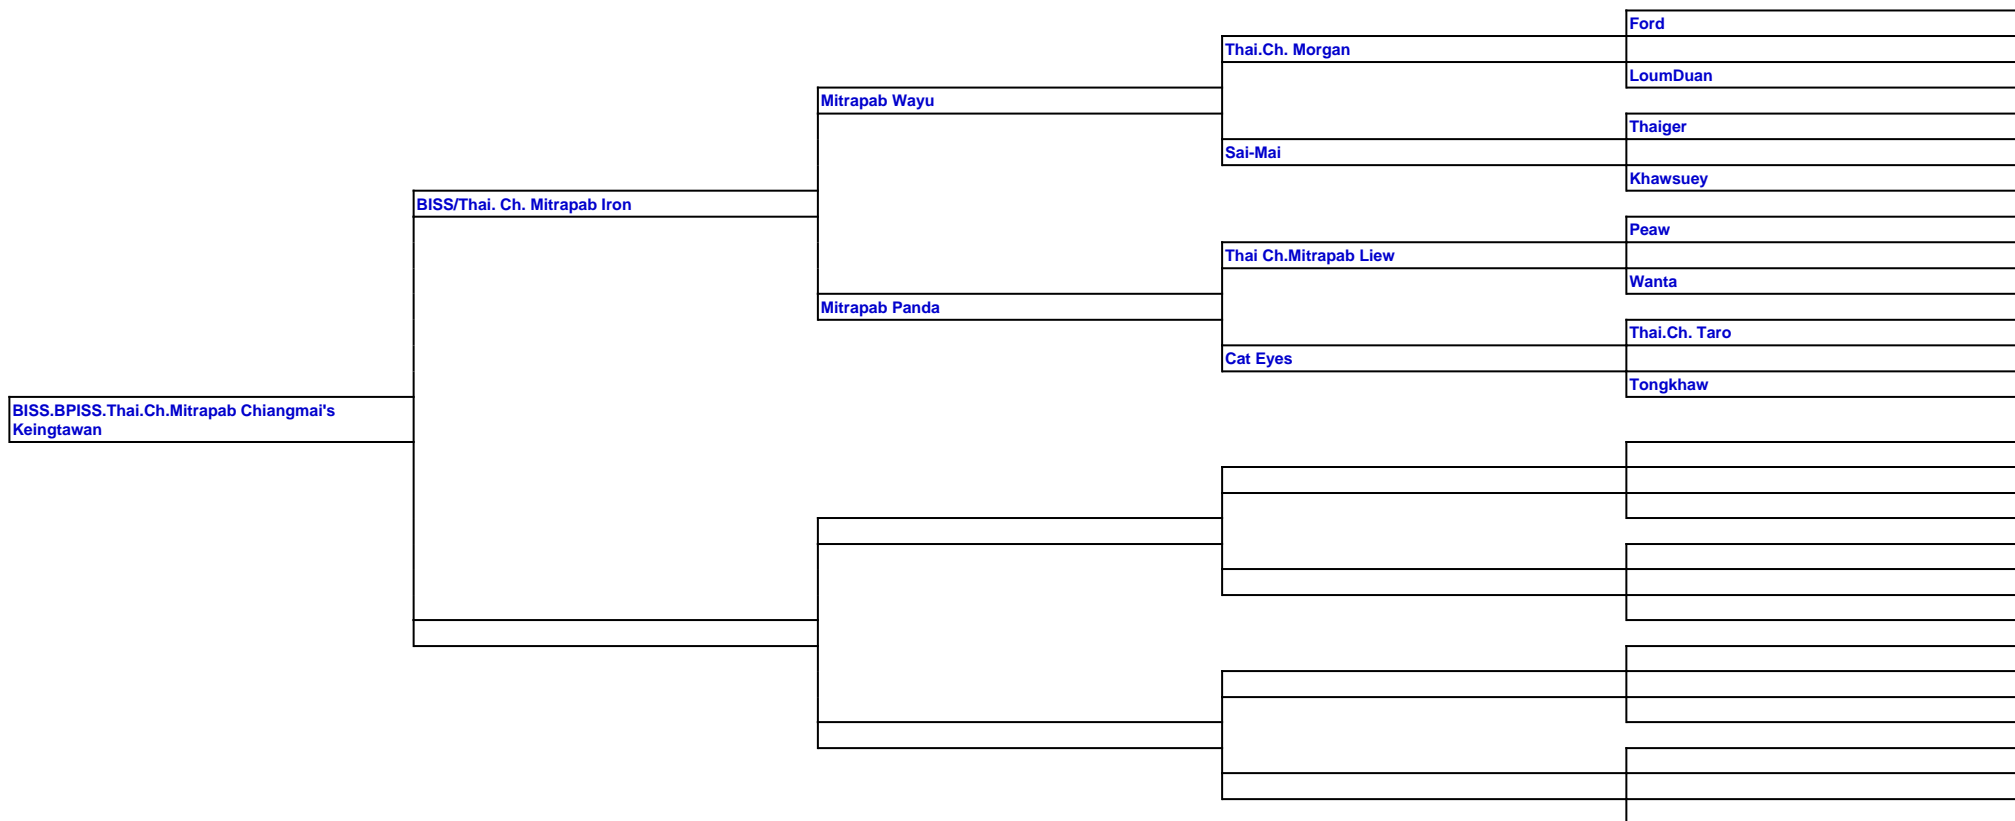 Ford
Thai.Ch. Morgan
LoumDuan
Mitrapab Wayu
Thaiger
Sai-Mai
Khawsuey
BISS/Thai. Ch. Mitrapab Iron
Peaw
Thai Ch.Mitrapab Liew
Wanta
Mitrapab Panda
Thai.Ch. Taro
Cat Eyes
Tongkhaw
BISS.BPISS.Thai.Ch.Mitrapab Chiangmai's
Keingtawan